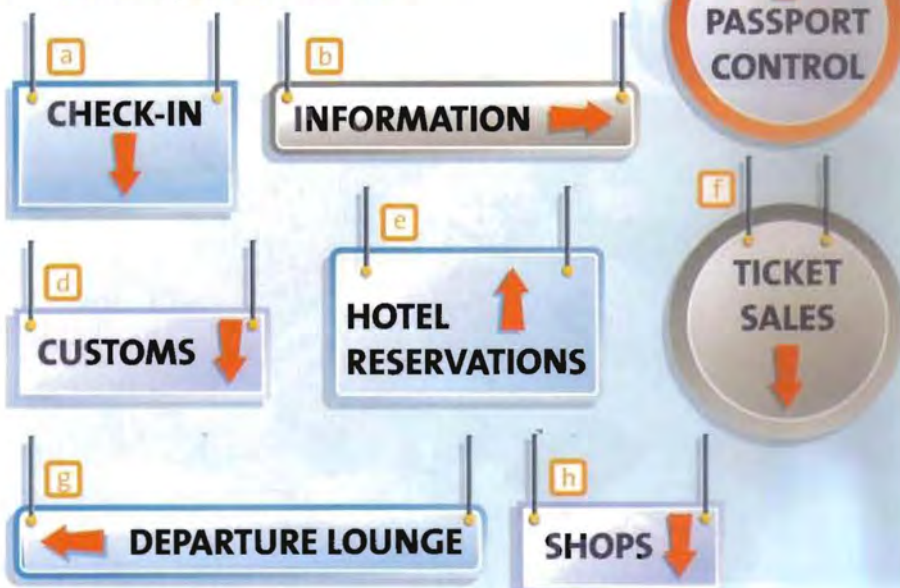 a
CHECK-IN
b
INFORMATION
PASSPORT
CONTROL
d
CUSTOMS
e
HOTEL
RESERVATIONS
f
TICKET
SALES
g
DEPARTURE LOUNGE
h
SHOPS